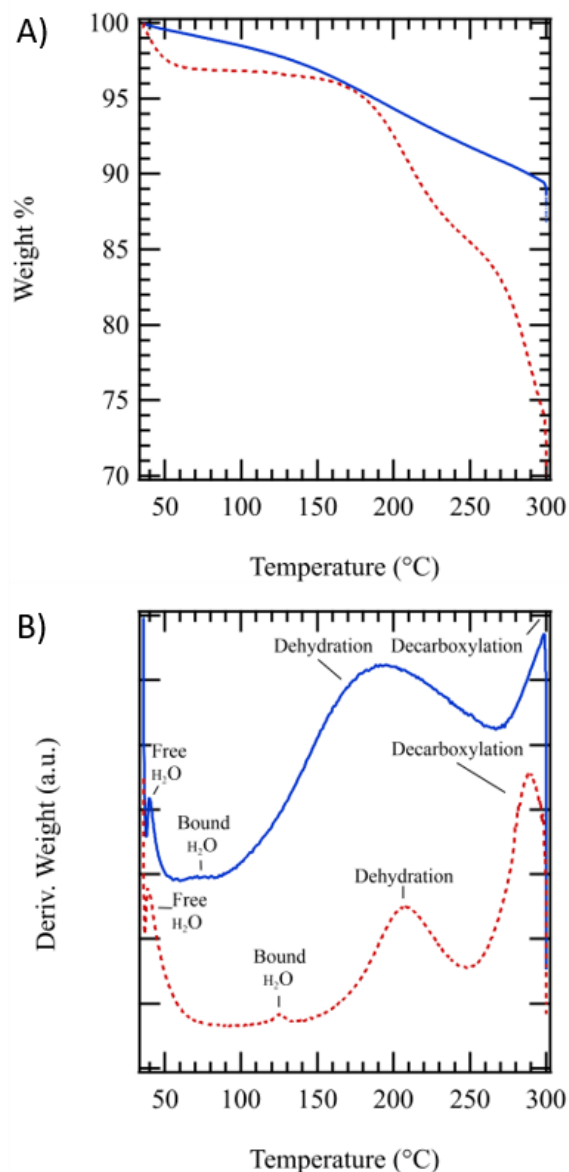 A)
100
95
90
85
80
75
70
Weight %
50 100 150 200 250 300
Temperature (°C)
B)
Dehydration Decarboxylation
Free
H₂O
Decarboxylation
Bound
H₂O
Dehydration
Free
H₂O
Bound
H₂O
Deriv. Weight (a.u.)
50 100 150 200 250 300
Temperature (°C)